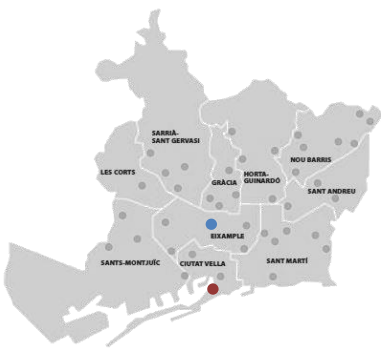 SARRIÀ-
SANT GERVASI
LES CORTS
GRÀCIA
HORTA-
GUINARDÓ
NOU BARRIS
SANT ANDREU
EIXAMPLE
SANTS-MONTJUÏC
CIUTAT VELLA
SANT MARTÍ